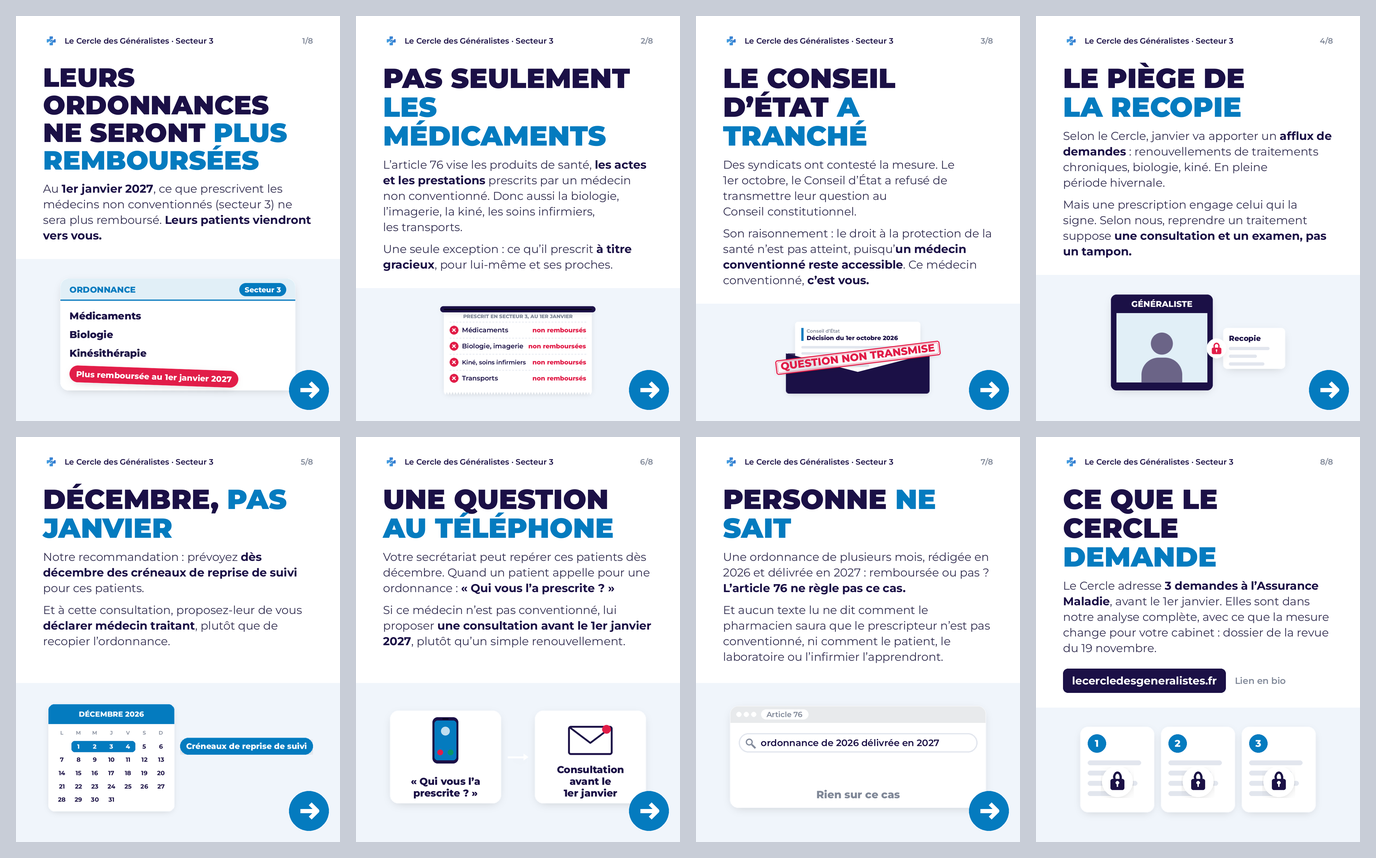 Le Cercle des Généralistes · Secteur 3
1/8
LEURS
ORDONNANCES
NE SERONT PLUS
REMBOURSÉES
Au 1er janvier 2027, ce que prescrivent les
médecins non conventionnés (secteur 3) ne
sera plus remboursé. Leurs patients viendront
vers vous.
ORDONNANCE
Secteur 3
Médicaments
Biologie
Kinésithérapie
Plus remboursée au 1er janvier 2027
Le Cercle des Généralistes · Secteur 3
2/8
PAS SEULEMENT
LES
MÉDICAMENTS
L’article 76 vise les produits de santé, les actes
et les prestations prescrits par un médecin
non conventionné. Donc aussi la biologie,
l’imagerie, la kiné, les soins infirmiers,
les transports.
Une seule exception : ce qu’il prescrit à titre
gracieux, pour lui-même et ses proches.
PRESCRIT EN SECTEUR 3, AU 1ER JANVIER
Médicaments non remboursés
Biologie, imagerie non remboursées
Kiné, soins infirmiers non remboursés
Transports non remboursés
Le Cercle des Généralistes · Secteur 3
3/8
LE CONSEIL
D’ÉTAT A
TRANCHÉ
Des syndicats ont contesté la mesure. Le
1er octobre, le Conseil d’État a refusé de
transmettre leur question au
Conseil constitutionnel.
Son raisonnement : le droit à la protection de la
santé n’est pas atteint, puisqu’un médecin
conventionné reste accessible. Ce médecin
conventionné, c’est vous.
Conseil d’État
Décision du 1er octobre 2026
QUESTION NON TRANSMISE
Le Cercle des Généralistes · Secteur 3
4/8
LE PIÈGE DE
LA RECOPIE
Selon le Cercle, janvier va apporter un afflux de
demandes : renouvellements de traitements
chroniques, biologie, kiné. En pleine
période hivernale.
Mais une prescription engage celui qui la
signe. Selon nous, reprendre un traitement
suppose une consultation et un examen, pas
un tampon.
GÉNÉRALISTE
Recopie
Le Cercle des Généralistes · Secteur 3
5/8
DÉCEMBRE, PAS
JANVIER
Notre recommandation : prévoyez dès
décembre des créneaux de reprise de suivi
pour ces patients.
Et à cette consultation, proposez-leur de vous
déclarer médecin traitant, plutôt que de
recopier l’ordonnance.
DÉCEMBRE 2026
L M M J V S D
1 2 3 4 5 6
7 8 9 10 11 12 13
14 15 16 17 18 19 20
21 22 23 24 25 26 27
28 29 30 31
Créneaux de reprise de suivi
Le Cercle des Généralistes · Secteur 3
6/8
UNE QUESTION
AU TÉLÉPHONE
Votre secrétariat peut repérer ces patients dès
décembre. Quand un patient appelle pour une
ordonnance : « Qui vous l’a prescrite ? »
Si ce médecin n’est pas conventionné, lui
proposer une consultation avant le 1er janvier
2027, plutôt qu’un simple renouvellement.
« Qui vous l’a
prescrite ? »
Consultation
avant le
1er janvier
Le Cercle des Généralistes · Secteur 3
7/8
PERSONNE NE
SAIT
Une ordonnance de plusieurs mois, rédigée en
2026 et délivrée en 2027 : remboursée ou pas ?
L’article 76 ne règle pas ce cas.
Et aucun texte lu ne dit comment le
pharmacien saura que le prescripteur n’est pas
conventionné, ni comment le patient, le
laboratoire ou l’infirmier l’apprendront.
Article 76
ordonnance de 2026 délivrée en 2027
Rien sur ce cas
Le Cercle des Généralistes · Secteur 3
8/8
CE QUE LE
CERCLE
DEMANDE
Le Cercle adresse 3 demandes à l’Assurance
Maladie, avant le 1er janvier. Elles sont dans
notre analyse complète, avec ce que la mesure
change pour votre cabinet : dossier de la revue
du 19 novembre.
lecercledesgeneralistes.fr
Lien en bio
1
2
3